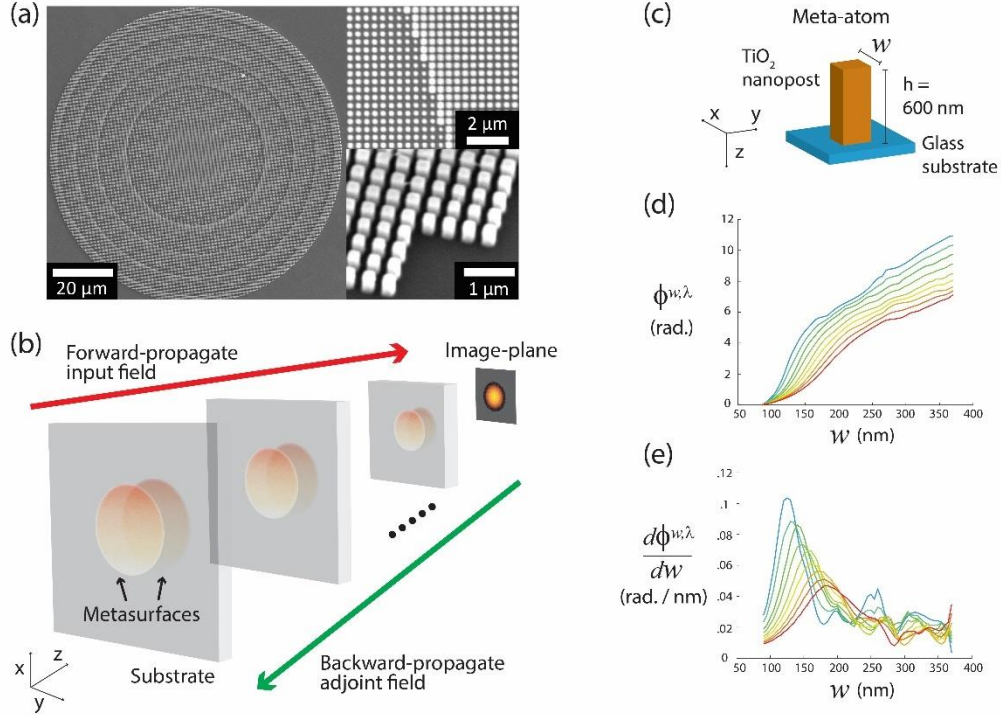 (a)
20 μm
2 μm
1 μm
(b)
Forward-propagate
input field
Image-plane
Metasurfaces
Substrate
Backward-propagate
adjoint field
x
z
y
(c)
Meta-atom
w
TiO₂
nanopost
h =
600 nm
x
y
z
Glass
substrate
(d)
12
10
8
6
4
2
0
ϕʷ,λ
(rad.)
50 100 150 200 250 300 350 400
w (nm)
(e)
.12
.1
.08
.06
.04
.02
0
dϕʷ,λ
dw
(rad. / nm)
50 100 150 200 250 300 350 400
w (nm)